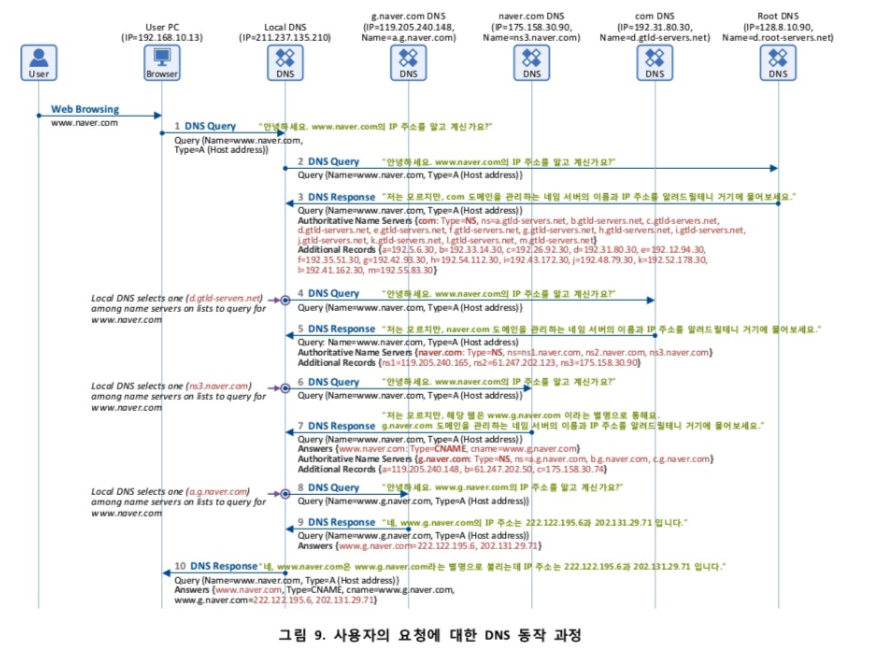 User PC
(IP=192.168.10.13)
Local DNS
(IP=211.237.135.210)
g.naver.com DNS
(IP=119.205.240.148,
Name=a.g.naver.com)
naver.com DNS
(IP=175.158.30.90,
Name=ns3.naver.com)
com DNS
(IP=192.31.80.30,
Name=d.gtld-servers.net)
Root DNS
(IP=128.8.10.90,
Name=d.root-servers.net)
User
Browser
DNS
DNS
DNS
DNS
DNS
Web Browsing
www.naver.com
1 DNS Query "안녕하세요. www.naver.com의 IP 주소를 알고 계신가요?"
Query {Name=www.naver.com,
Type=A (Host address)}
2 DNS Query "안녕하세요. www.naver.com의 IP 주소를 알고 계신가요?"
Query {Name=www.naver.com, Type=A (Host address)}
3 DNS Response "저는 모르지만, com 도메인을 관리하는 네임 서버의 이름과 IP 주소를 알려드릴테니 거기에 물어보세요."
Query {Name=www.naver.com, Type=A (Host address)}
Authoritative Name Servers {com: Type=NS, ns=a.gtld-servers.net, b.gtld-servers.net, c.gtld-servers.net,
d.gtld-servers.net, e.gtld-servers.net, f.gtld-servers.net, g.gtld-servers.net, h.gtld-servers.net, i.gtld-servers.net,
j.gtld-servers.net, k.gtld-servers.net, l.gtld-servers.net, m.gtld-servers.net}
Additional Records {a=192.5.6.30, b=192.33.14.30, c=192.26.92.30, d=192.31.80.30, e=192.12.94.30,
f=192.35.51.30, g=192.42.93.30, h=192.54.112.30, i=192.43.172.30, j=192.48.79.30, k=192.52.178.30,
l=192.41.162.30, m=192.55.83.30}
Local DNS selects one (d.gtld-servers.net)
among name servers on lists to query for
www.naver.com
4 DNS Query "안녕하세요. www.naver.com의 IP 주소를 알고 계신가요?"
Query {Name=www.naver.com, Type=A (Host address)}
5 DNS Response "저는 모르지만, naver.com 도메인을 관리하는 네임 서버의 이름과 IP 주소를 알려드릴테니 거기에 물어보세요."
Query: Name=www.naver.com, Type=A (Host address)
Authoritative Name Servers {naver.com: Type=NS, ns=ns1.naver.com, ns2.naver.com, ns3.naver.com}
Additional Records {ns1=119.205.240.165, ns2=61.247.202.123, ns3=175.158.30.90}
Local DNS selects one (ns3.naver.com)
among name servers on lists to query for
www.naver.com
6 DNS Query "안녕하세요. www.naver.com의 IP 주소를 알고 계신가요?"
Query {Name=www.naver.com, Type=A (Host address)}
"저는 모르지만, 해당 웹은 www.g.naver.com 이라는 별명으로 통해요.
7 DNS Response g.naver.com 도메인을 관리하는 네임 서버의 이름과 IP 주소를 알려드릴테니 거기에 물어보세요."
Query {Name=www.naver.com, Type=A (Host address)}
Answers {www.naver.com: Type=CNAME, cname=www.g.naver.com}
Authoritative Name Servers {g.naver.com: Type=NS, ns=a.g.naver.com, b.g.naver.com, c.g.naver.com}
Additional Records {a=119.205.240.148, b=61.247.202.50, c=175.158.30.74}
Local DNS selects one (a.g.naver.com)
among name servers on lists to query for
www.naver.com
8 DNS Query "안녕하세요. www.g.naver.com의 IP 주소를 알고 계신가요?"
Query {Name=www.g.naver.com, Type=A (Host address)}
9 DNS Response "네, www.g.naver.com의 IP 주소는 222.122.195.6과 202.131.29.71 입니다."
Query {Name=www.g.naver.com, Type=A (Host address)}
Answers {www.g.naver.com=222.122.195.6, 202.131.29.71}
10 DNS Response "네, www.naver.com은 www.g.naver.com라는 별명으로 불리는데 IP 주소는 222.122.195.6과 202.131.29.71 입니다."
Query {Name=www.naver.com, Type=A (Host address)}
Answers {www.naver.com, Type=CNAME, cname=www.g.naver.com,
www.g.naver.com=222.122.195.6, 202.131.29.71}
그림 9. 사용자의 요청에 대한 DNS 동작 과정